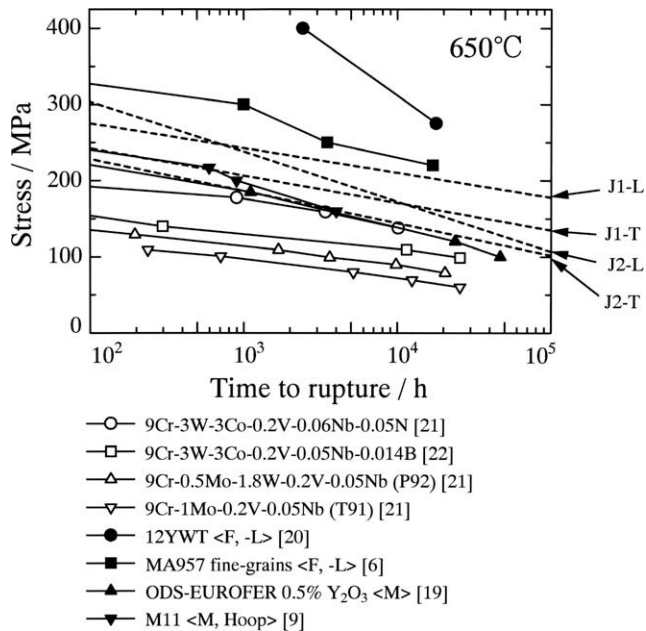 400
300
200
100
0
Stress / MPa
650°C
J1-L
J1-T
J2-L
J2-T
10²
10³
10⁴
10⁵
Time to rupture / h
9Cr-3W-3Co-0.2V-0.06Nb-0.05N [21]
9Cr-3W-3Co-0.2V-0.05Nb-0.014B [22]
9Cr-0.5Mo-1.8W-0.2V-0.05Nb (P92) [21]
9Cr-1Mo-0.2V-0.05Nb (T91) [21]
12YWT <F, -L> [20]
MA957 fine-grains <F, -L> [6]
ODS-EUROFER 0.5% Y₂O₃ <M> [19]
M11 <M, Hoop> [9]